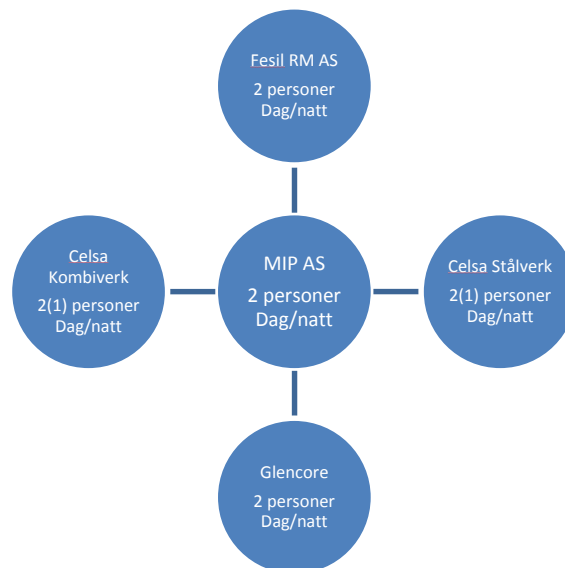 Fesil RM AS
2 personer
Dag/natt
Celsa
Kombiverk
2(1) personer
Dag/natt
MIP AS
2 personer
Dag/natt
Celsa Stålverk
2(1) personer
Dag/natt
Glencore
2 personer
Dag/natt